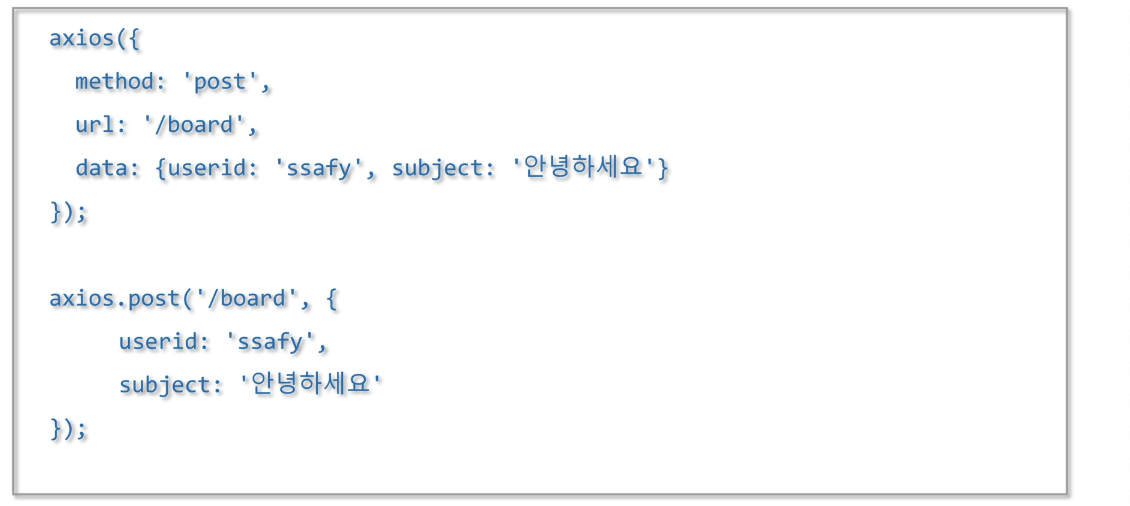 axios({
  method: 'post',
  url: '/board',
  data: {userid: 'ssafy', subject: '안녕하세요'}
});

axios.post('/board', {
     userid: 'ssafy',
     subject: '안녕하세요'
});